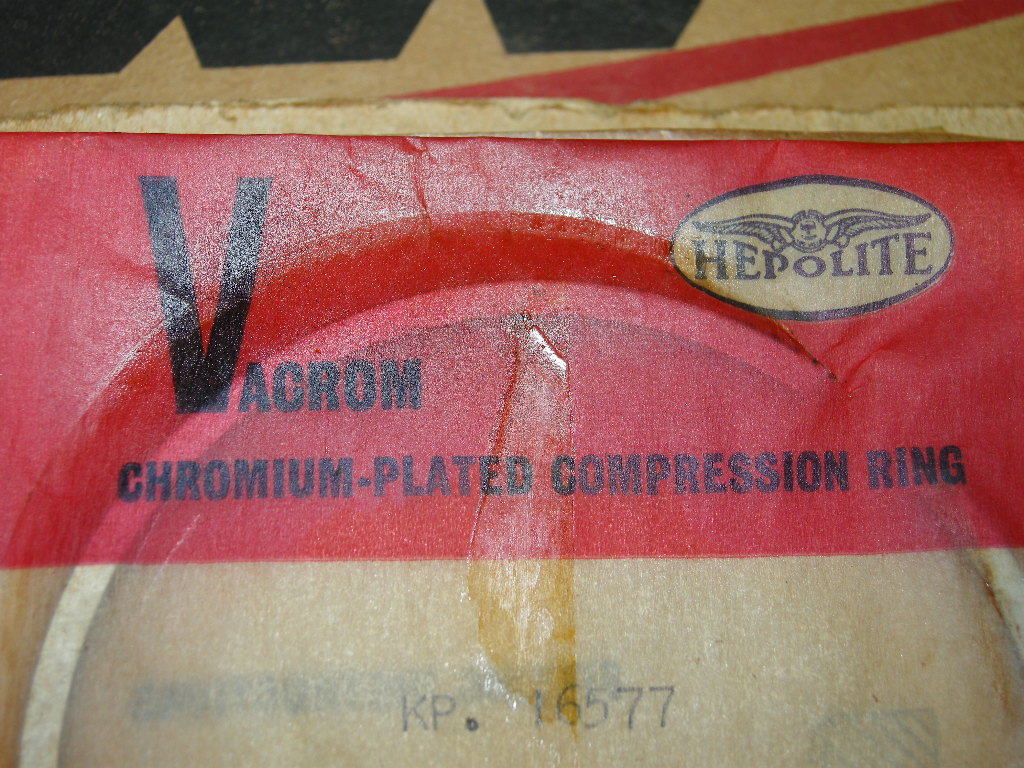 HEPOLITE
VACROM
CHROMIUM-PLATED COMPRESSION RING
KP. 16577